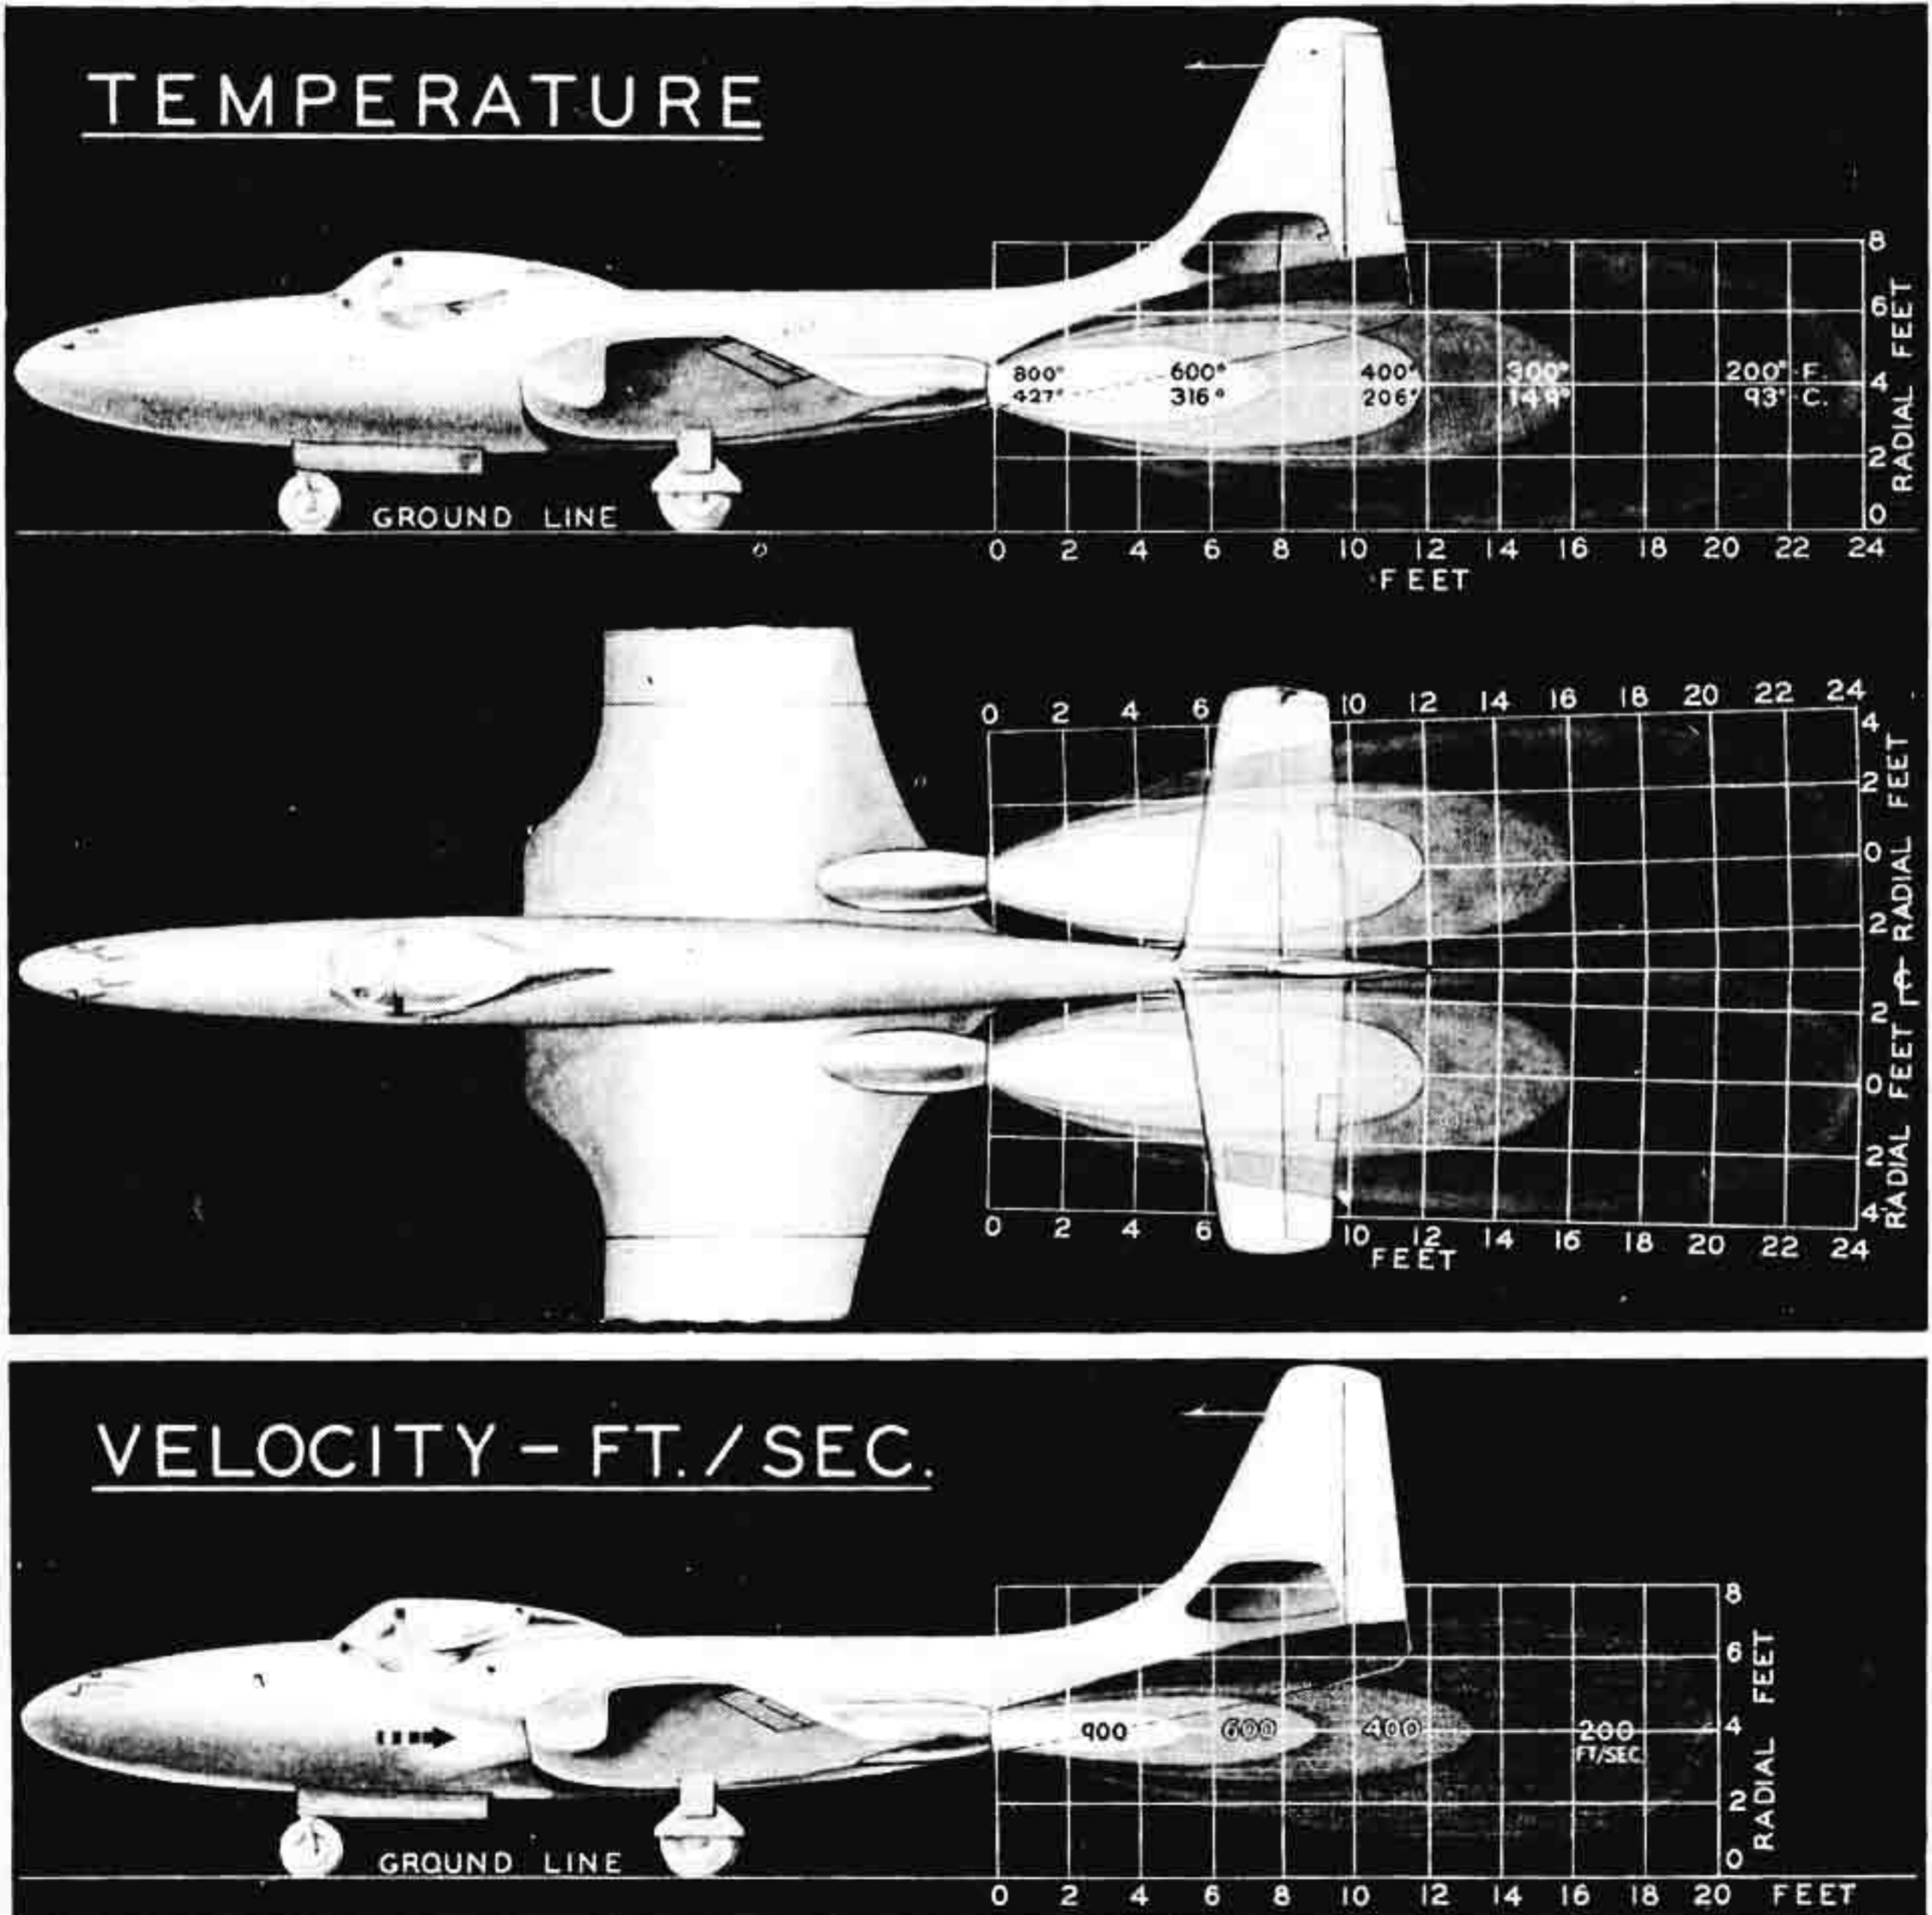 TEMPERATURE
8
6
4
2
0
RADIAL FEET
800° 600° 400° 300° 200° F.
427° 316° 206° 149° 93° C.
GROUND LINE
0 2 4 6 8 10 12 14 16 18 20 22 24
FEET
0 2 4 6 10 12 14 16 18 20 22 24
4
2
0
2
RADIAL FEET
2
0
2
4
RADIAL FEET
0 2 4 6 10 12 14 16 18 20 22 24
FEET
VELOCITY - FT./SEC.
8
6
4
2
0
RADIAL FEET
900 600 400 200
FT/SEC.
GROUND LINE
0 2 4 6 8 10 12 14 16 18 20 FEET